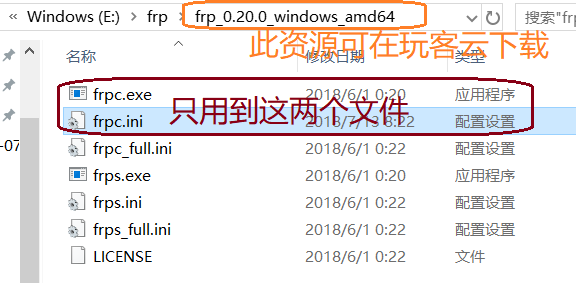 « Windows (E:) › frp › frp_0.20.0_windows_amd64 搜索"fr
此资源可在玩客云下载
名称 修改日期 类型
frpc.exe 2018/6/1 0:20 应用程序
只用到这两个文件
frpc.ini 2018/7/13 8:22 配置设置
frpc_full.ini 2018/6/1 0:22 配置设置
frps.exe 2018/6/1 0:20 应用程序
frps.ini 2018/6/1 0:22 配置设置
frps_full.ini 2018/6/1 0:22 配置设置
LICENSE 2018/6/1 0:22 文件
-07